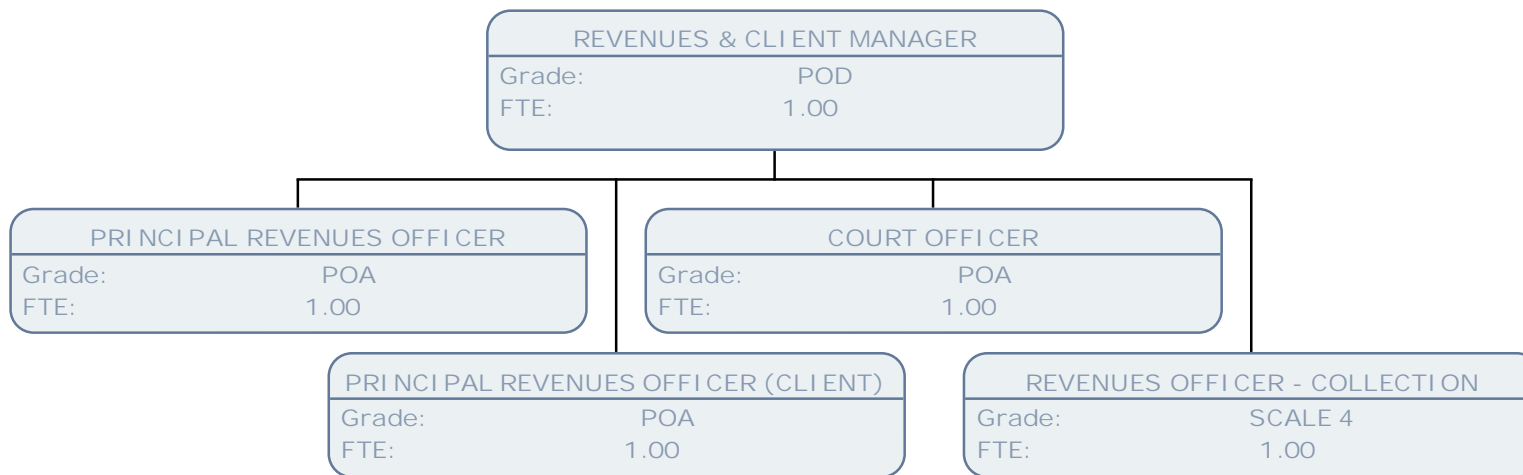 REVENUES & CLIENT MANAGER
Grade: POD
FTE: 1.00
PRINCIPAL REVENUES OFFICER
Grade: POA
FTE: 1.00
COURT OFFICER
Grade: POA
FTE: 1.00
PRINCIPAL REVENUES OFFICER (CLIENT)
Grade: POA
FTE: 1.00
REVENUES OFFICER - COLLECTION
Grade: SCALE 4
FTE: 1.00